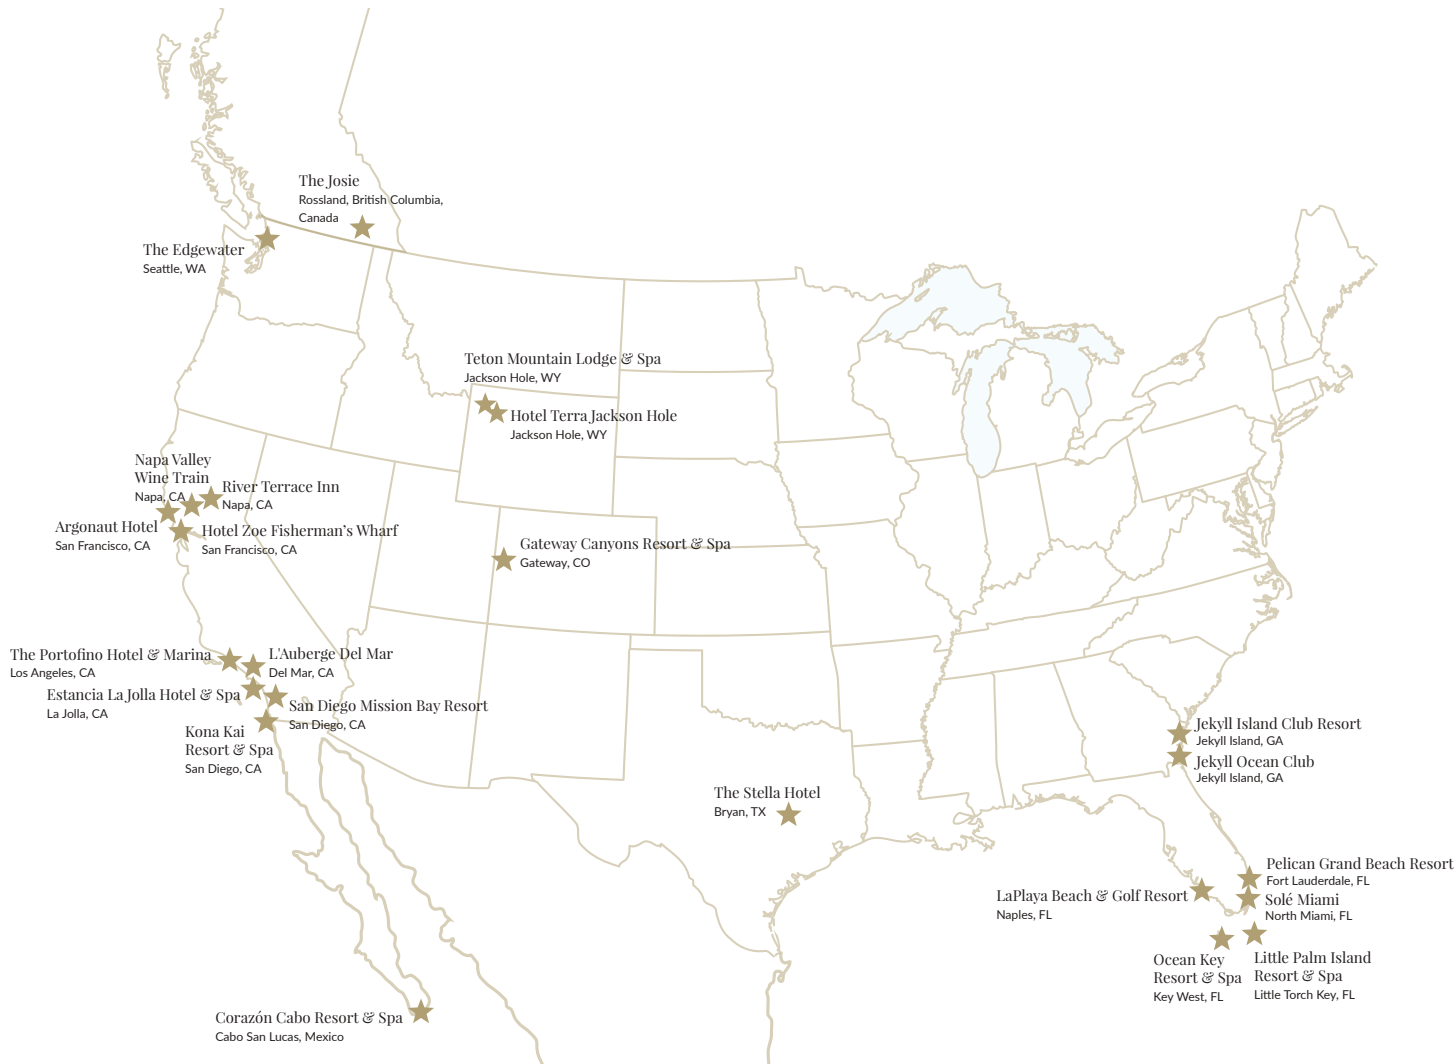 The Josie
Rossland, British Columbia,
Canada
The Edgewater
Seattle, WA
Teton Mountain Lodge & Spa
Jackson Hole, WY
Hotel Terra Jackson Hole
Jackson Hole, WY
Napa Valley
Wine Train
Napa, CA
River Terrace Inn
Napa, CA
Argonaut Hotel
San Francisco, CA
Hotel Zoe Fisherman's Wharf
San Francisco, CA
Gateway Canyons Resort & Spa
Gateway, CO
The Portofino Hotel & Marina
Los Angeles, CA
L'Auberge Del Mar
Del Mar, CA
Estancia La Jolla Hotel & Spa
La Jolla, CA
San Diego Mission Bay Resort
San Diego, CA
Kona Kai
Resort & Spa
San Diego, CA
Jekyll Island Club Resort
Jekyll Island, GA
Jekyll Ocean Club
Jekyll Island, GA
The Stella Hotel
Bryan, TX
Pelican Grand Beach Resort
Fort Lauderdale, FL
LaPlaya Beach & Golf Resort
Naples, FL
Solé Miami
North Miami, FL
Ocean Key
Resort & Spa
Key West, FL
Little Palm Island
Resort & Spa
Little Torch Key, FL
Corazón Cabo Resort & Spa
Cabo San Lucas, Mexico